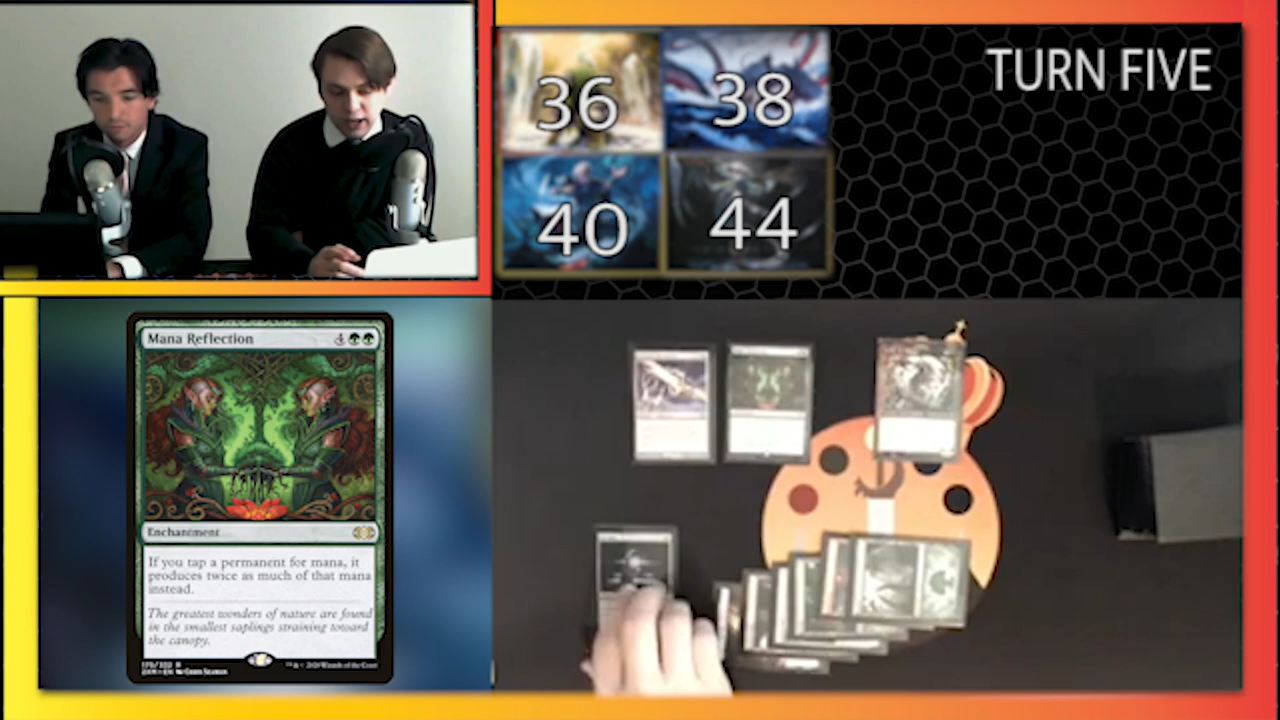 36
38
TURN FIVE
40
44
Mana Reflection
4
Enchantment
If you tap a permanent for mana, it
produces twice as much of that mana
instead.
The greatest wonders of nature are found
in the smallest saplings straining toward
the canopy.